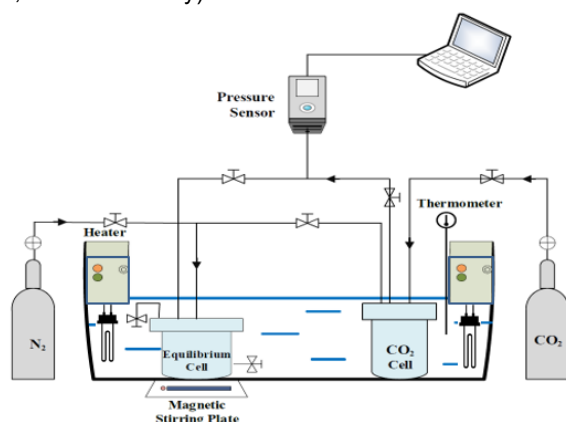 Pressure
Sensor
Thermometer
Heater
N₂
Equilibrium
Cell
CO₂
Cell
CO₂
Magnetic
Stirring Plate